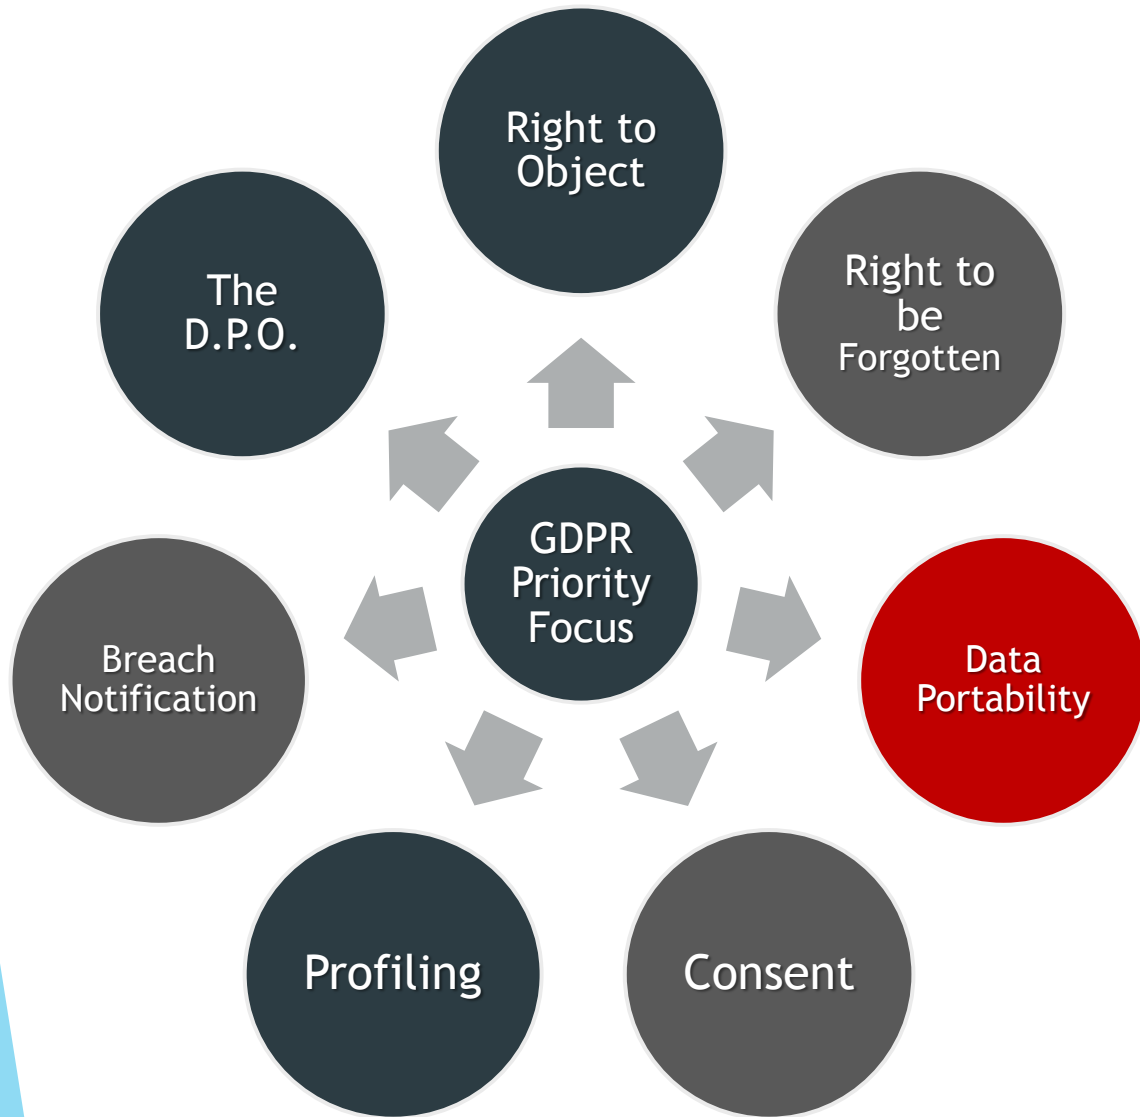 Right to
Object
Right to
be
Forgotten
The
D.P.O.
GDPR
Priority
Focus
Data
Portability
Breach
Notification
Profiling
Consent